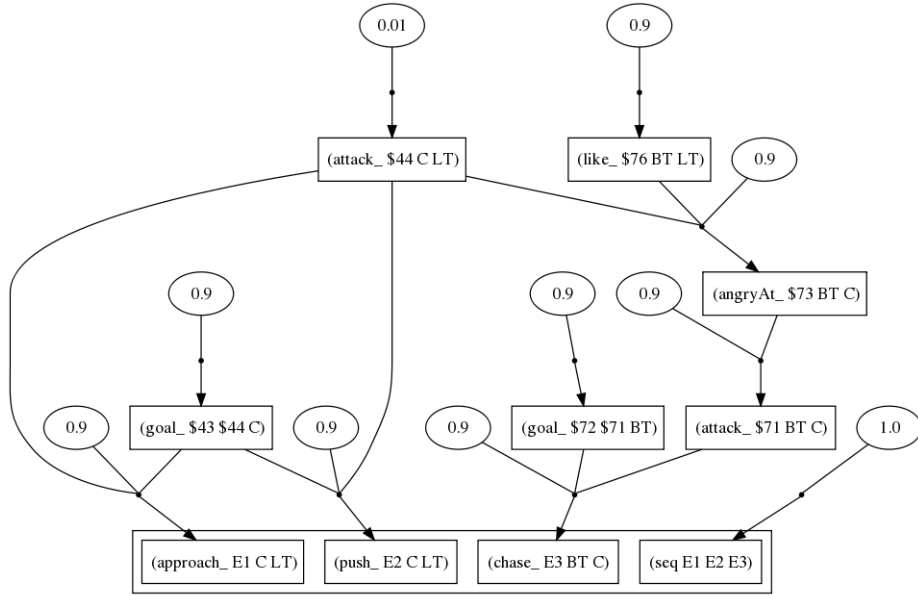 0.01
0.9
(attack_ $44 C LT)
(like_ $76 BT LT)
0.9
0.9
0.9
0.9
(angryAt_ $73 BT C)
0.9
(goal_ $43 $44 C)
0.9
0.9
(goal_ $72 $71 BT)
(attack_ $71 BT C)
1.0
(approach_ E1 C LT)
(push_ E2 C LT)
(chase_ E3 BT C)
(seq E1 E2 E3)